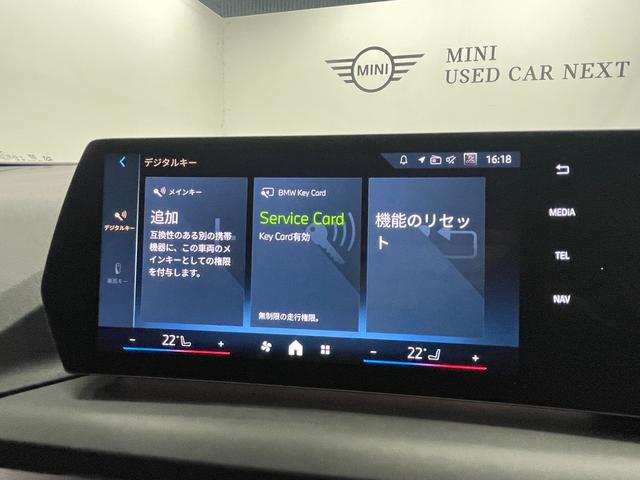 MINI
MINI
USED CAR NEXT
デジタルキー
16:18
デジタルキー
車両キー
メインキー
追加
互換性のある別の携帯
機器に、この車両のメ
インキーとしての権限
を付与します。
BMW Key Card
Service Card
Key Card有効
無制限の走行権限。
機能のリセッ
ト
MEDIA
TEL
NAV
− 22° +
− 22° +